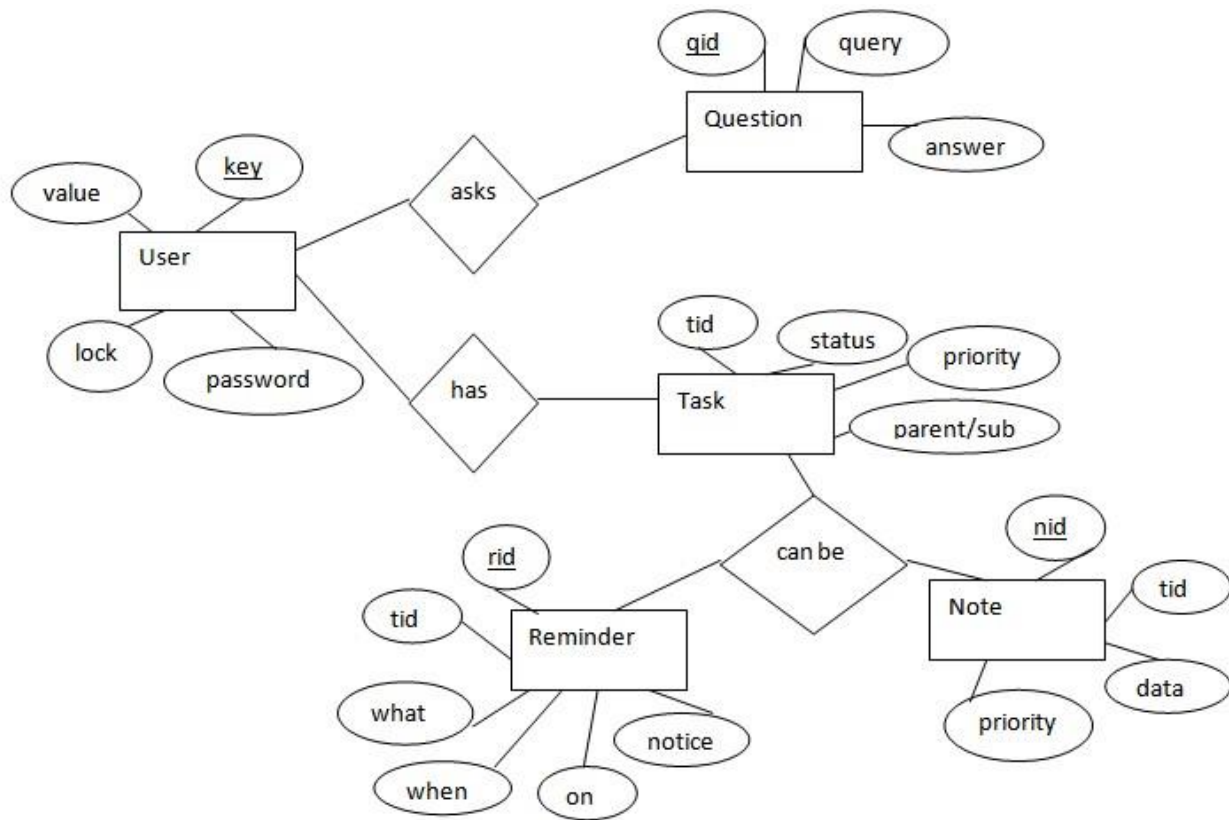 qid
query
Question
answer
key
value
asks
User
lock
password
tid
status
priority
has
Task
parent/sub
nid
can be
rid
tid
Note
tid
Reminder
what
data
notice
priority
when
on